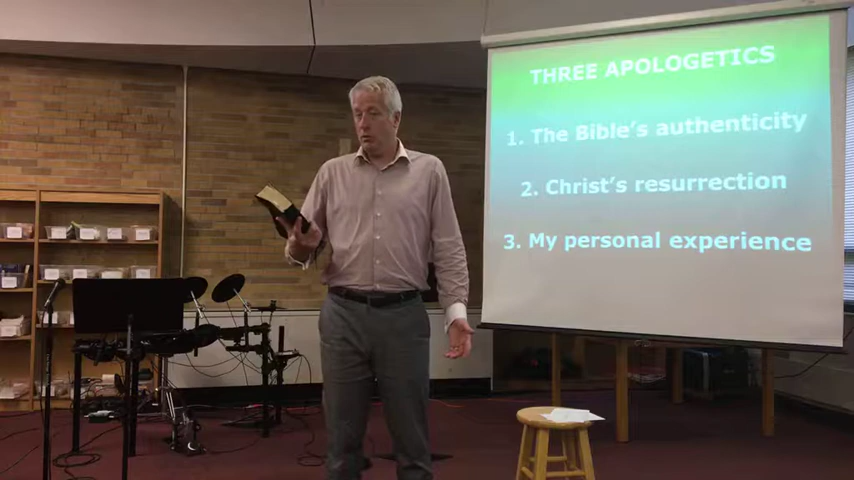 THREE APOLOGETICS
1. The Bible's authenticity
2. Christ's resurrection
3. My personal experience